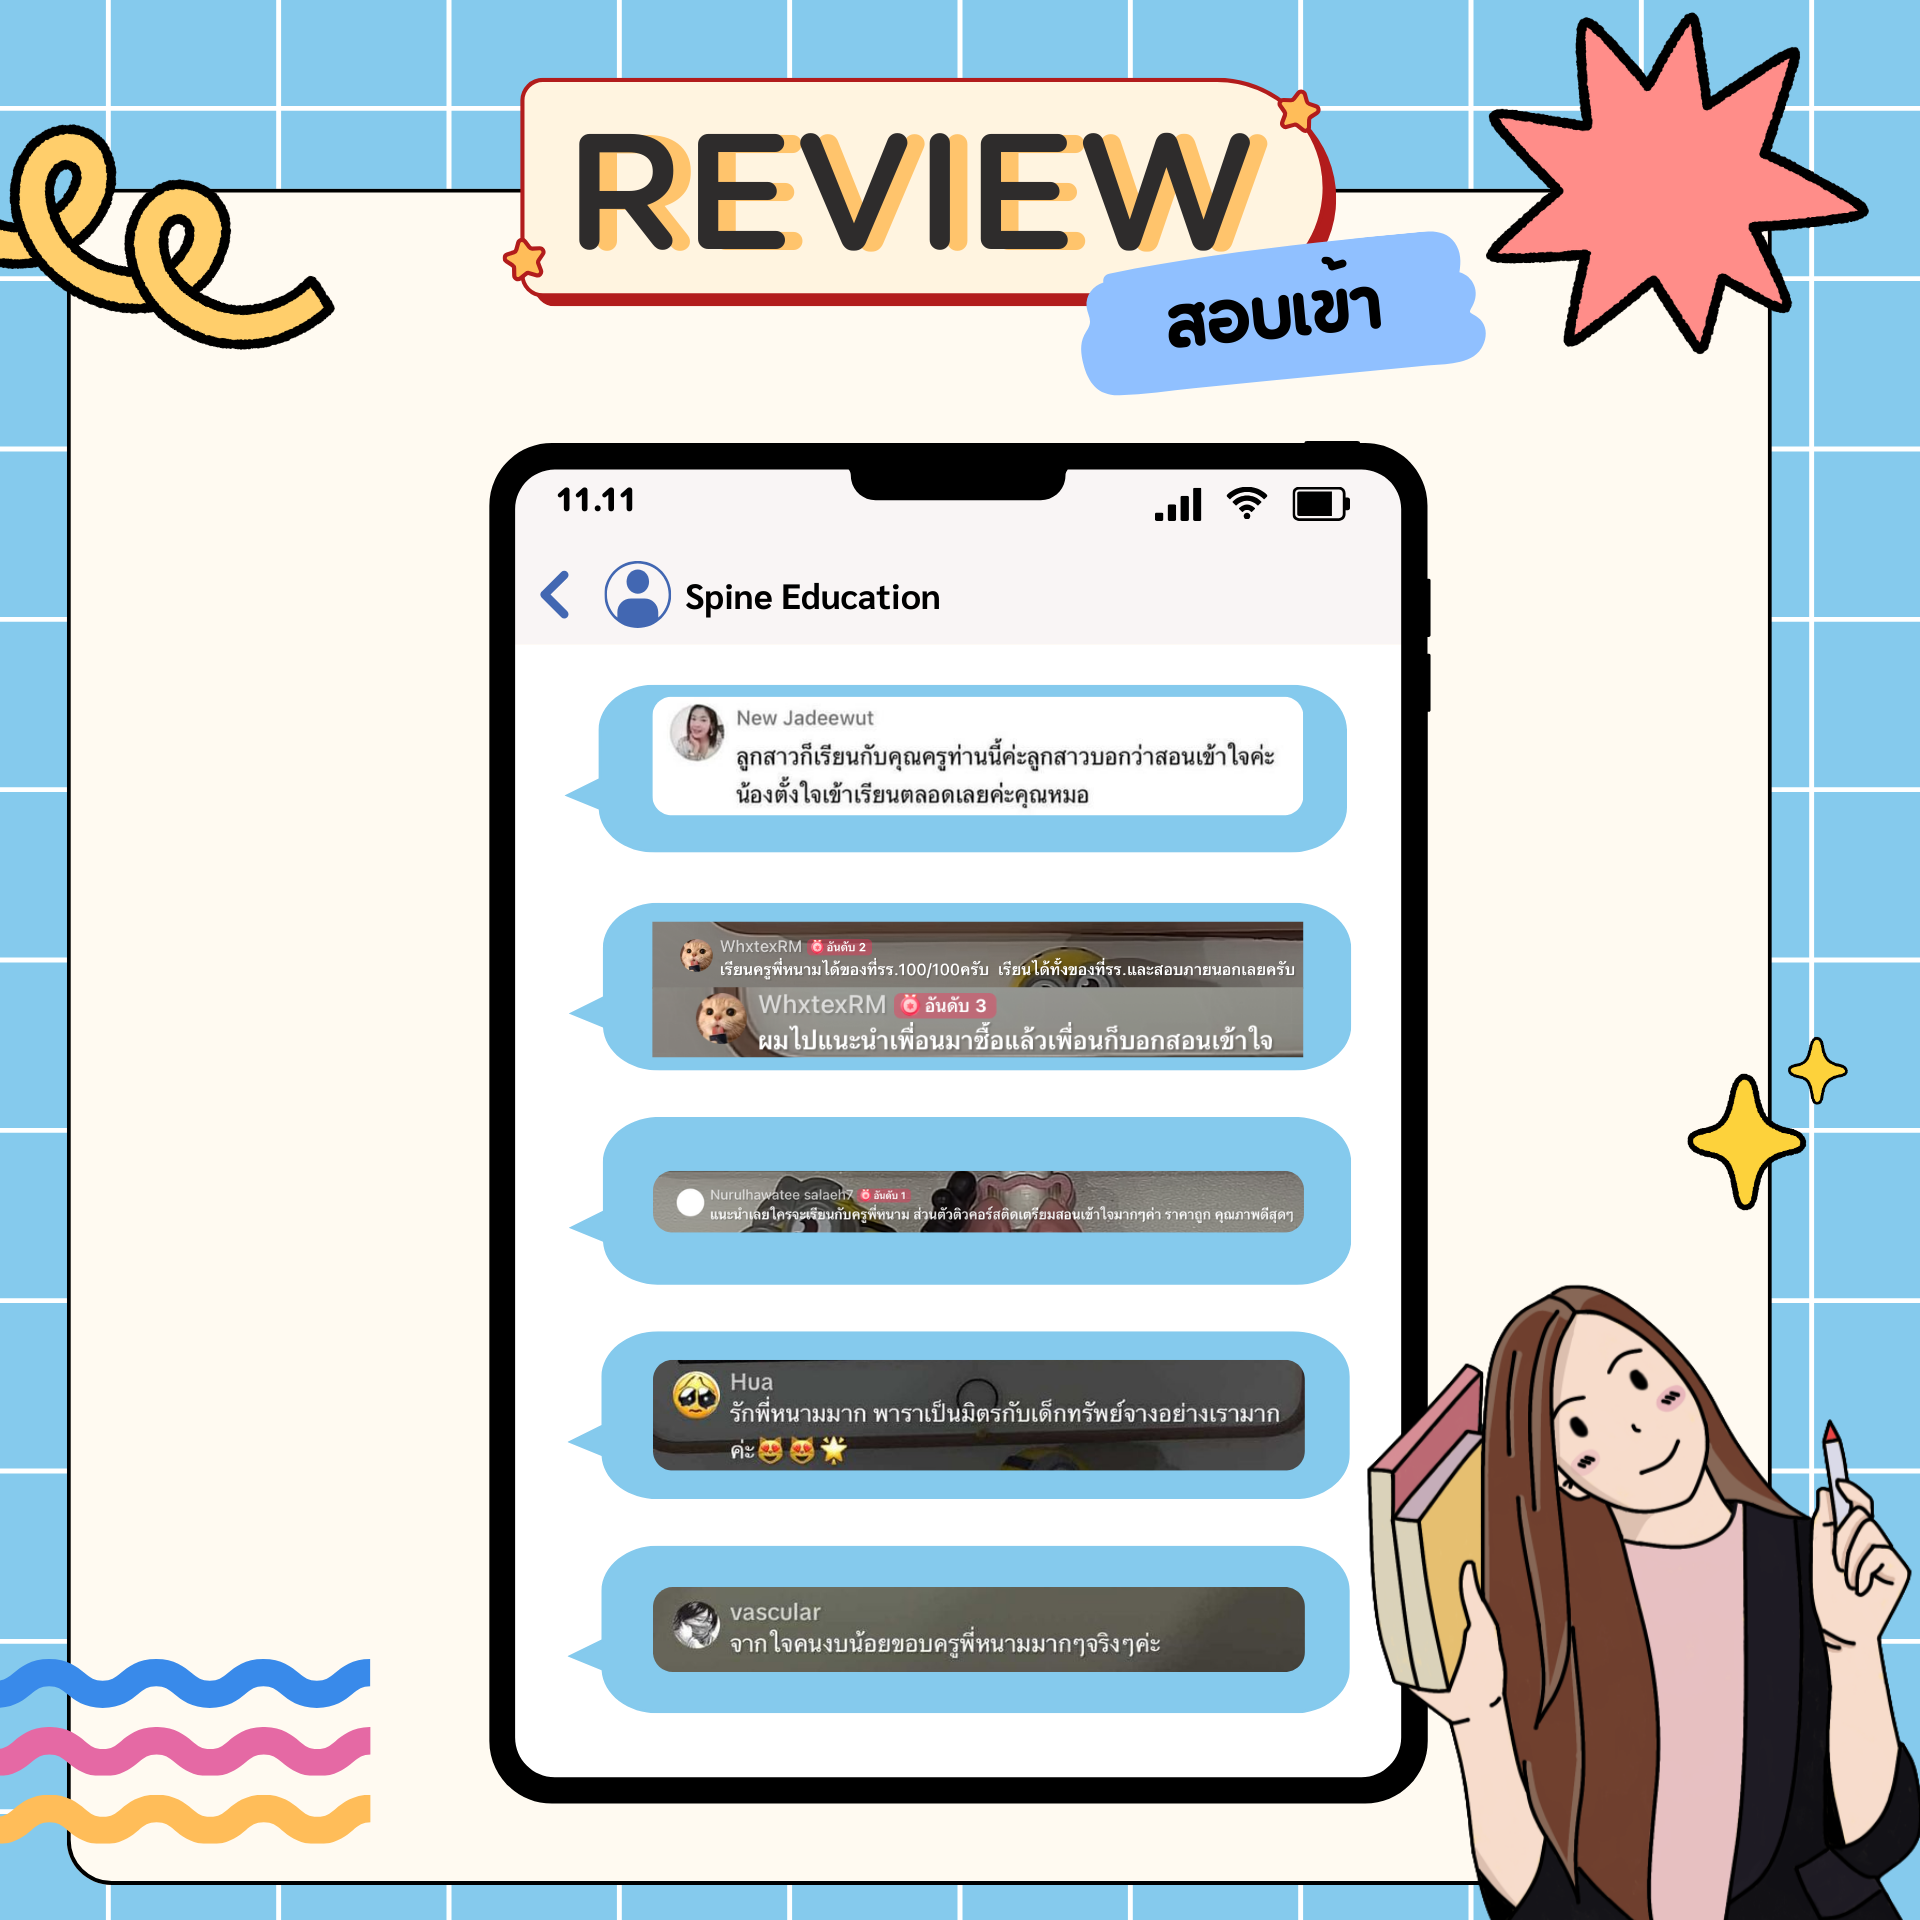 REVIEW
สอบเข้า
11.11
Spine Education
New Jadeewut
ลูกสาวก็เรียนกับคุณครูท่านนี้ค่ะลูกสาวบอกว่าสอนเข้าใจค่ะ
น้องตั้งใจเข้าเรียนตลอดเลยค่ะคุณหมอ
WhxtexRM อันดับ 2
เรียนครูพี่หนามได้ของที่รร.100/100ครับ เรียนได้ทั้งของที่รร.และสอบภายนอกเลยครับ
WhxtexRM อันดับ 3
ผมไปแนะนำเพื่อนมาซื้อแล้วเพื่อนก็บอกสอนเข้าใจ
Nurulhawatee salaeh7 อันดับ 1
แนะนำเลยใครจะเรียนกับครูพี่หนาม ส่วนตัวติวคอร์สติดเตรียมสอนเข้าใจมากๆค่า ราคาถูก คุณภาพดีสุดๆ
Hua
รักพี่หนามมาก พาราเป็นมิตรกับเด็กทรัพย์จางอย่างเรามาก
ค่ะ😻😻🌟
vascular
จากใจคนงบน้อยขอบครูพี่หนามมากๆจริงๆค่ะ